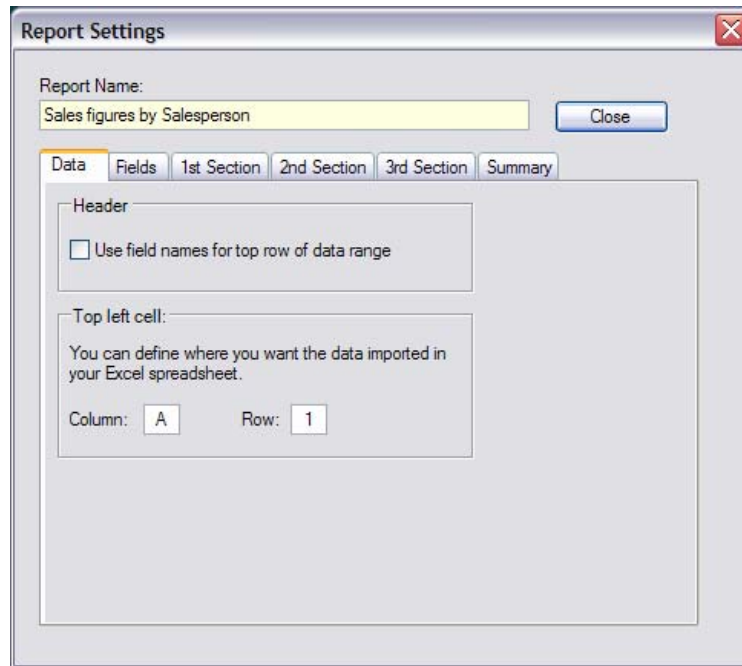 Report Settings
Report Name:
Sales figures by Salesperson
Close
Data Fields 1st Section 2nd Section 3rd Section Summary
Header
Use field names for top row of data range
Top left cell:
You can define where you want the data imported in
your Excel spreadsheet.
Column: A Row: 1